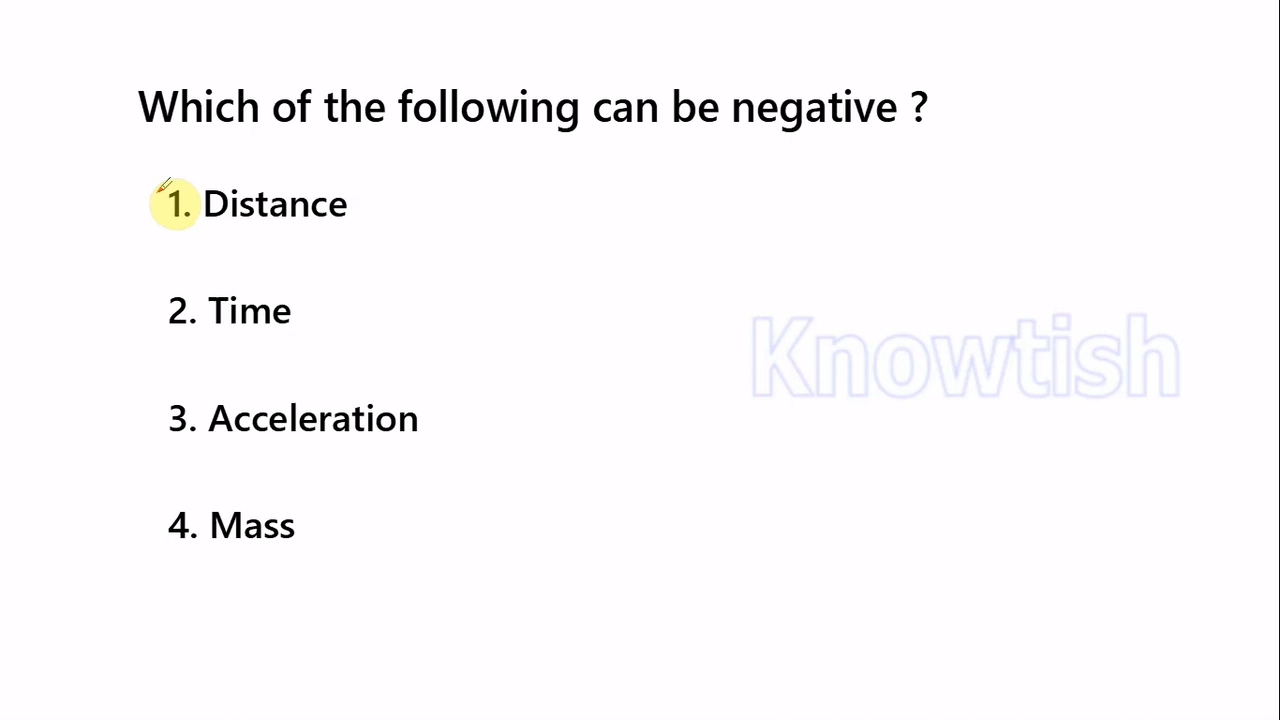 Which of the following can be negative ?
1. Distance
2. Time
Knowtish
3. Acceleration
4. Mass